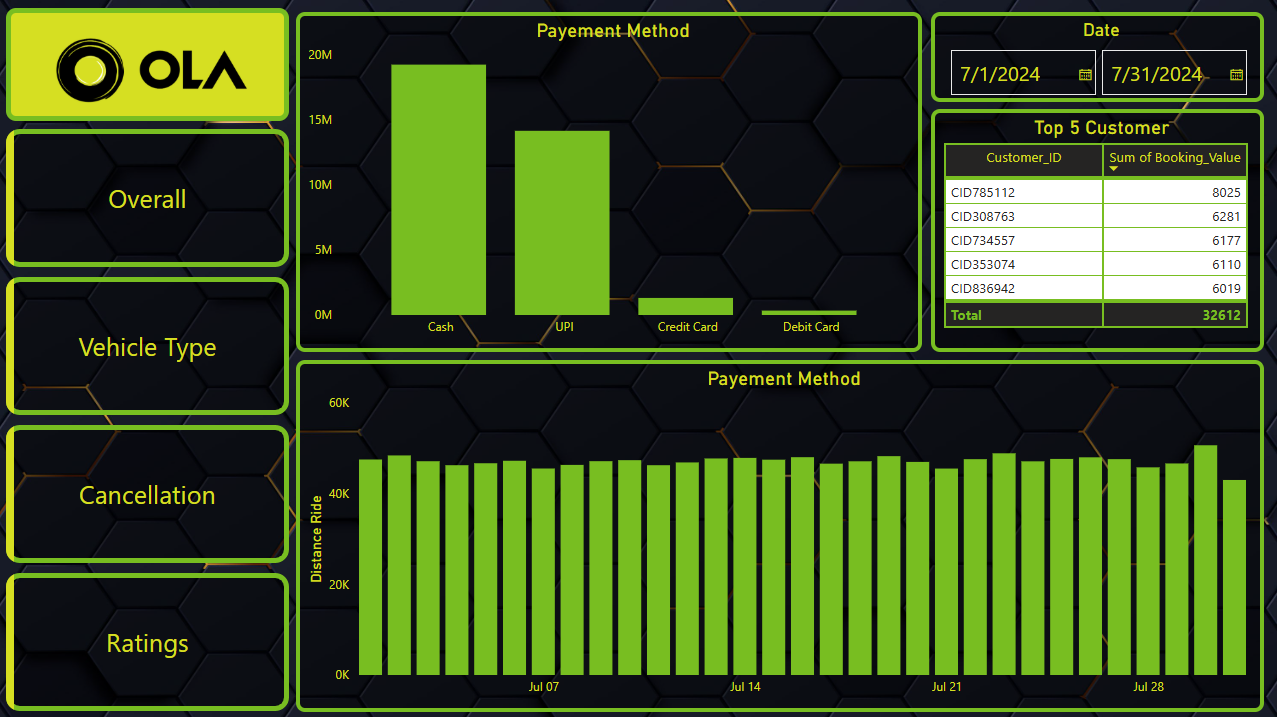 OLA
Overall
Vehicle Type
Cancellation
Ratings
Payement Method
20M
15M
10M
5M
0M
Cash UPI Credit Card Debit Card
Date
7/1/2024 7/31/2024
Top 5 Customer
Customer_ID Sum of Booking_Value
CID785112 8025
CID308763 6281
CID734557 6177
CID353074 6110
CID836942 6019
Total 32612
Payement Method
Distance Ride
60K
40K
20K
0K
Jul 07 Jul 14 Jul 21 Jul 28